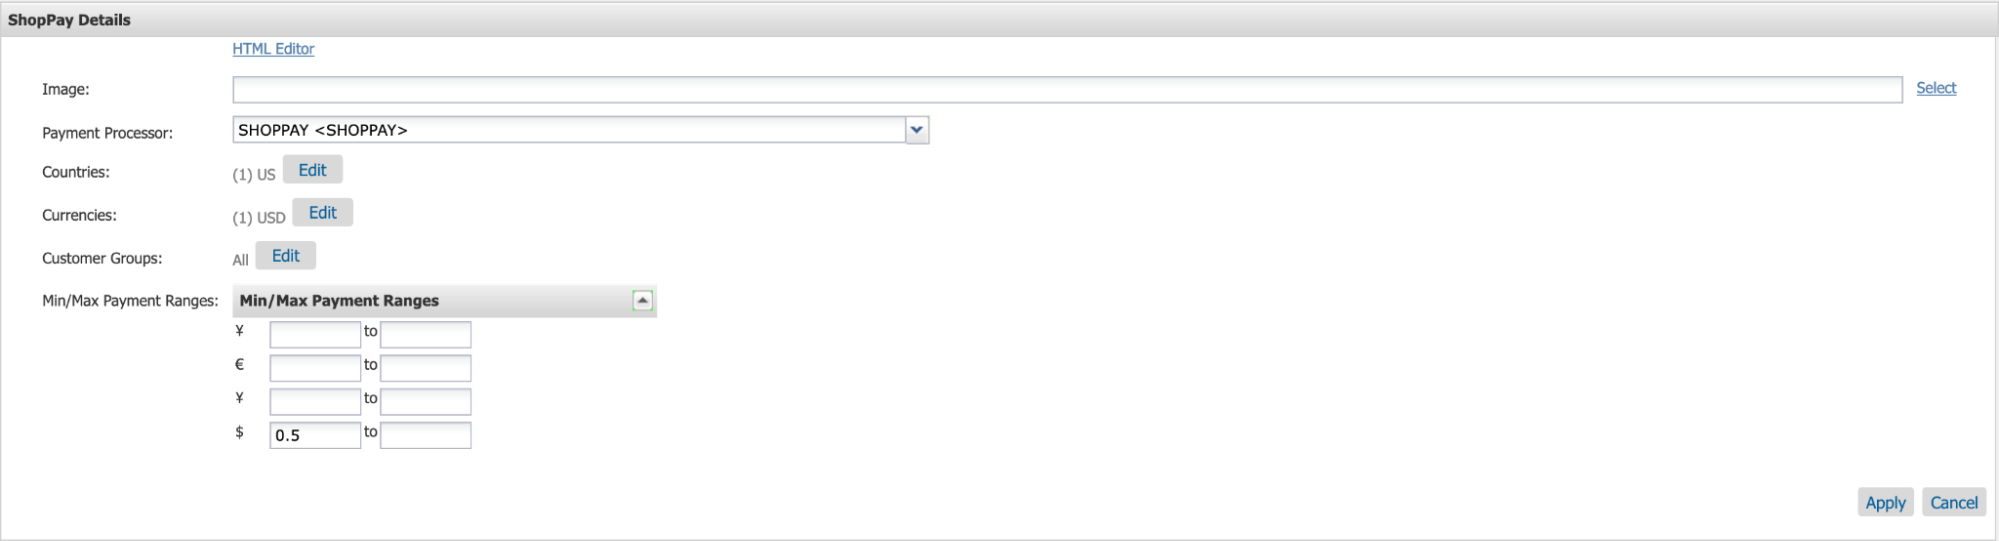 ShopPay Details
HTML Editor
Image: Select
Payment Processor: SHOPPAY <SHOPPAY>
Countries: (1) US Edit
Currencies: (1) USD Edit
Customer Groups: All Edit
Min/Max Payment Ranges: Min/Max Payment Ranges
¥ to
€ to
¥ to
$ 0.5 to
Apply Cancel